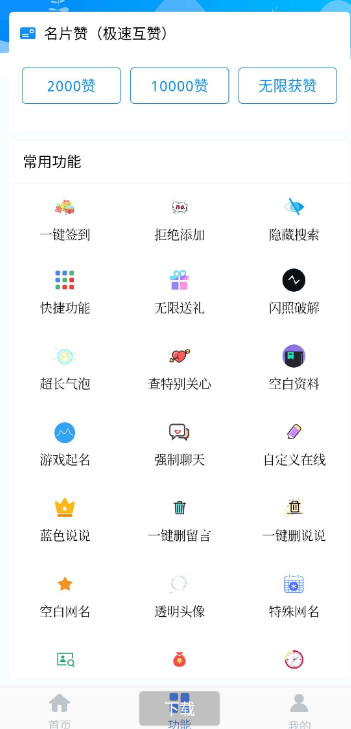 名片赞（极速互赞）
2000赞 10000赞 无限获赞
常用功能
一键签到 拒绝添加 隐藏搜索
快捷功能 无限送礼 闪照破解
超长气泡 查特别关心 空白资料
游戏起名 强制聊天 自定义在线
蓝色说说 一键删留言 一键删说说
空白网名 透明头像 特殊网名
下载
首页 功能 我的